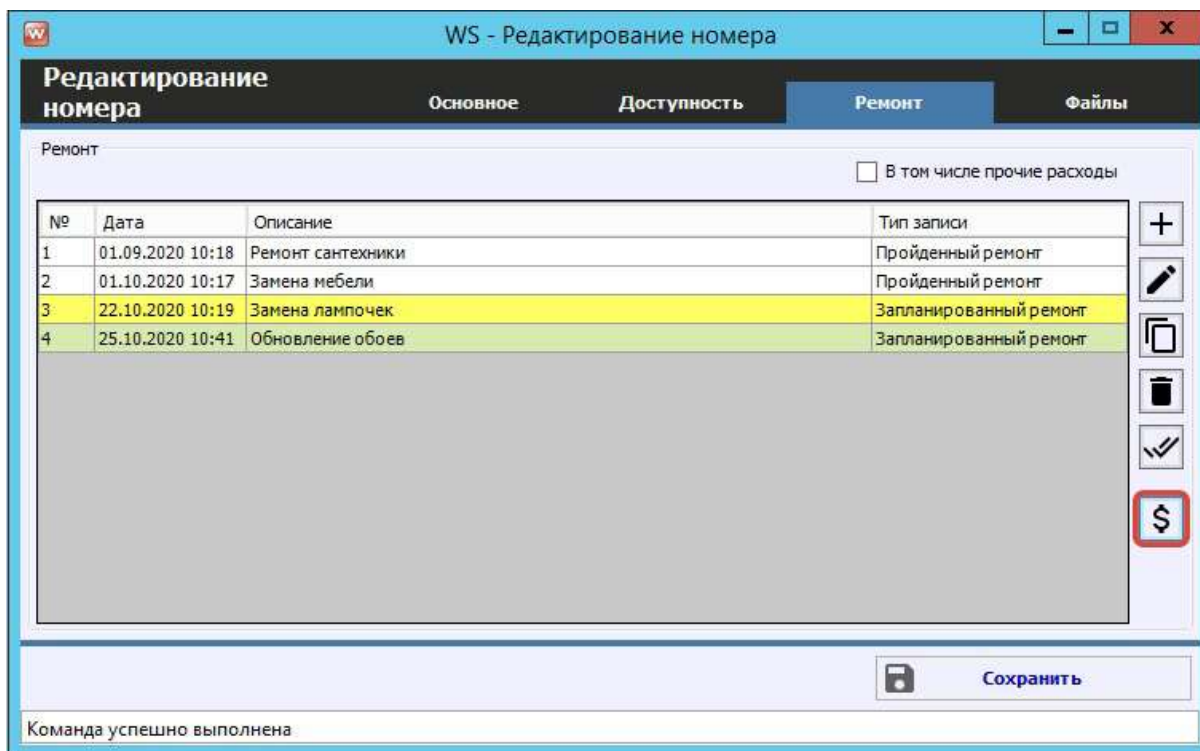 WS - Редактирование номера
Редактирование
номера
Основное Доступность Ремонт Файлы
Ремонт
В том числе прочие расходы
№ Дата Описание Тип записи
1 01.09.2020 10:18 Ремонт сантехники Пройденный ремонт
2 01.10.2020 10:17 Замена мебели Пройденный ремонт
3 22.10.2020 10:19 Замена лампочек Запланированный ремонт
4 25.10.2020 10:41 Обновление обоев Запланированный ремонт
$
Сохранить
Команда успешно выполнена